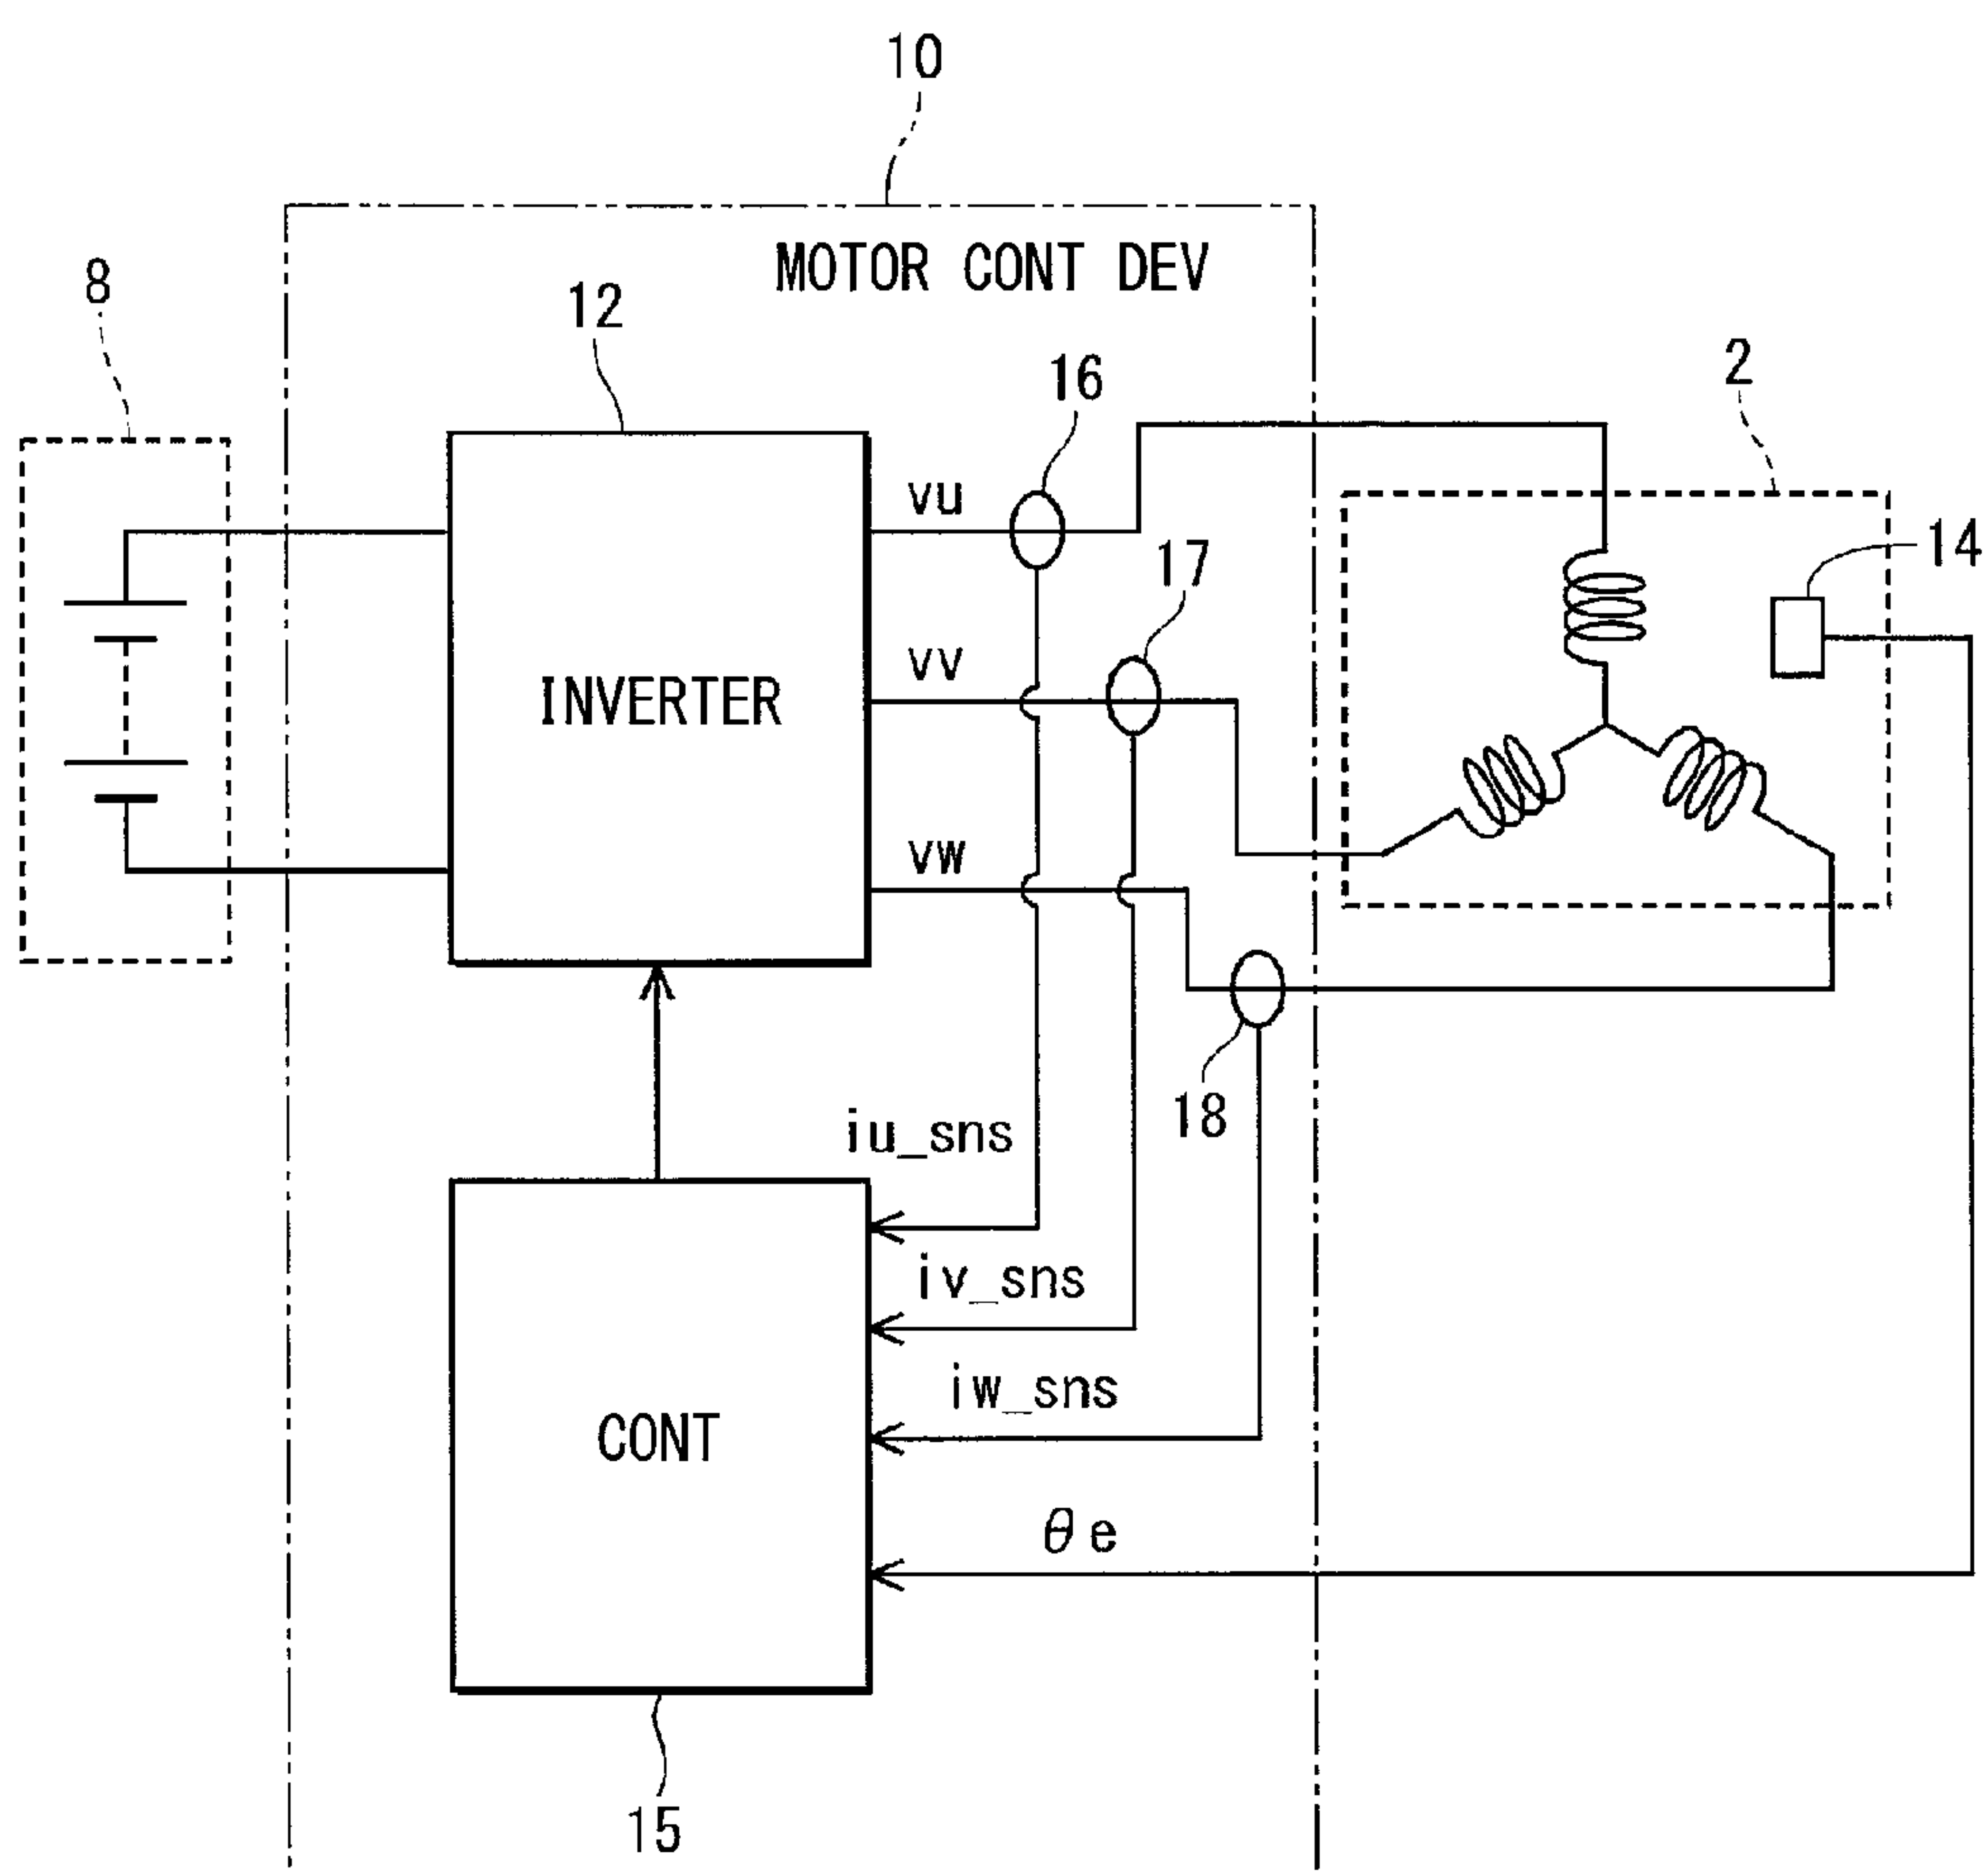 10
MOTOR CONT DEV
8
12
16
2
vu
17
14
vv
INVERTER
vw
18
iu_sns
iv_sns
iw_sns
CONT
θe
15